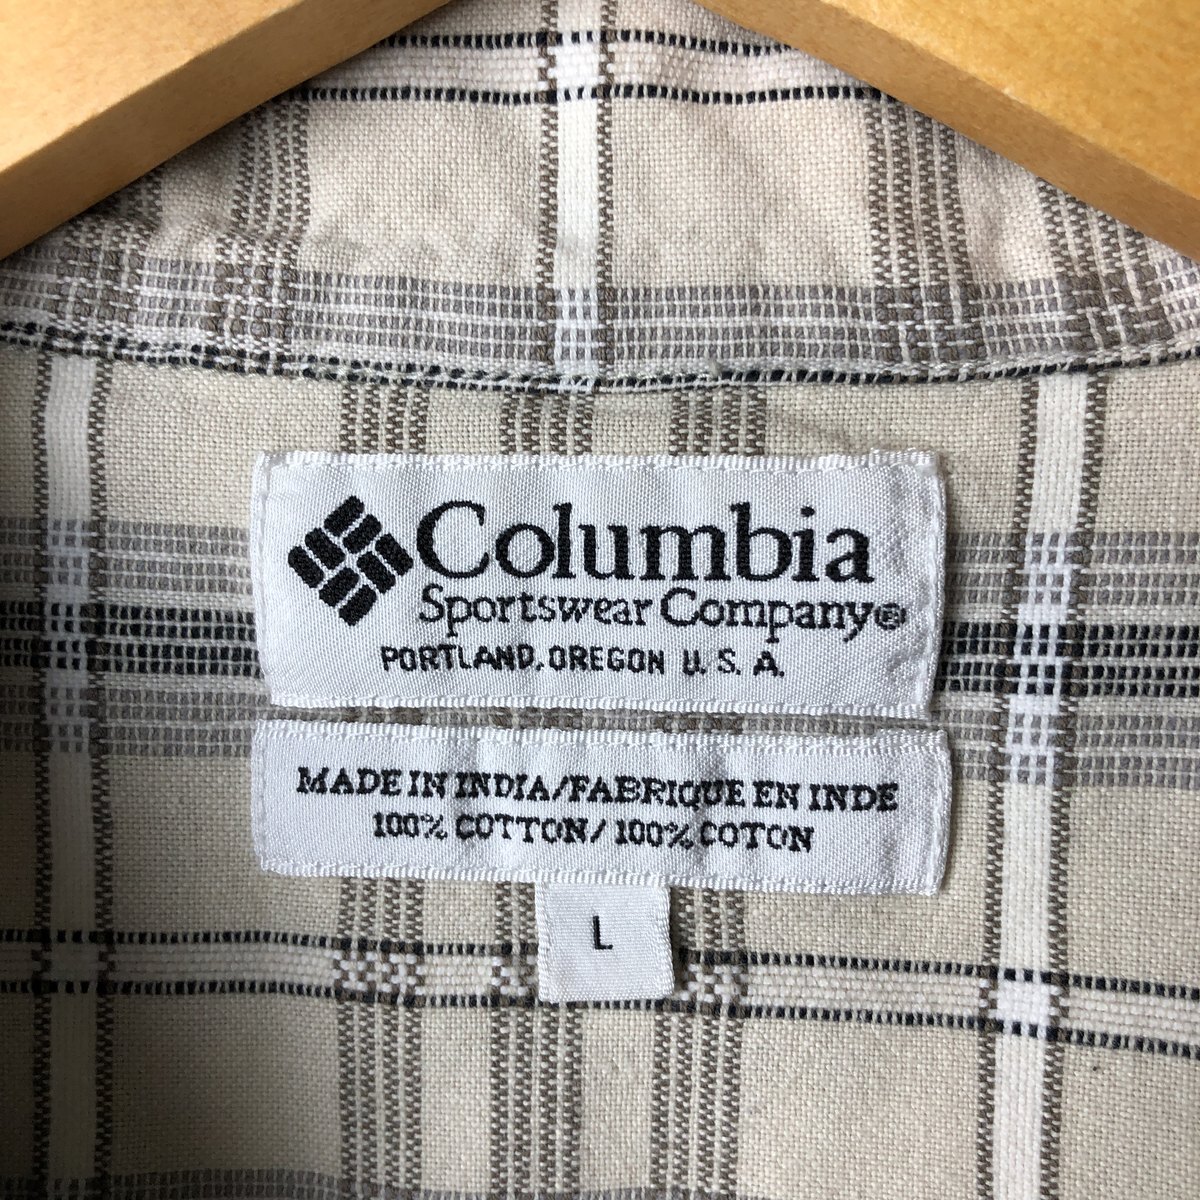 Columbia
Sportswear Company®
PORTLAND, OREGON U. S. A.
MADE IN INDIA/FABRIQUE EN INDE
100% COTTON/100% COTON
L